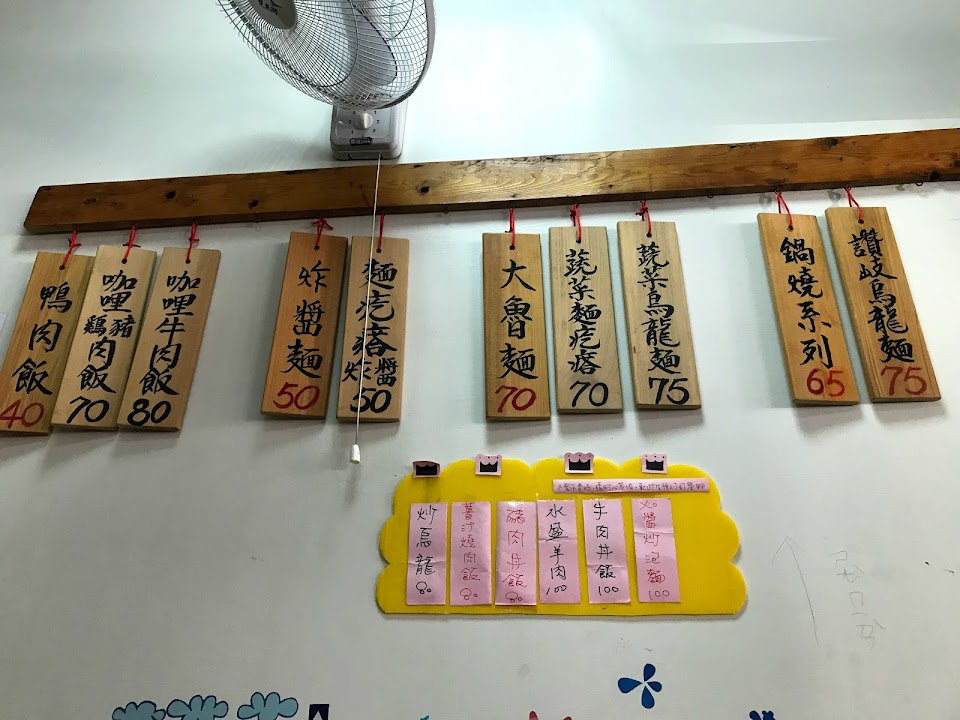 鴨肉飯 40
咖哩雞豬肉飯 70
咖哩牛肉飯 80
炸醬麵 50
麵疙瘩炸醬 50
大魯麵 70
蔬菜麵疙瘩 70
蔬菜烏龍麵 75
鍋燒系列 65
讚岐烏龍麵 75
炒烏龍 80
薑汁燒肉飯 80
豬肉丼飯 80
水盛羊肉 100
牛肉丼飯 100
XO醬炒泡麵 100